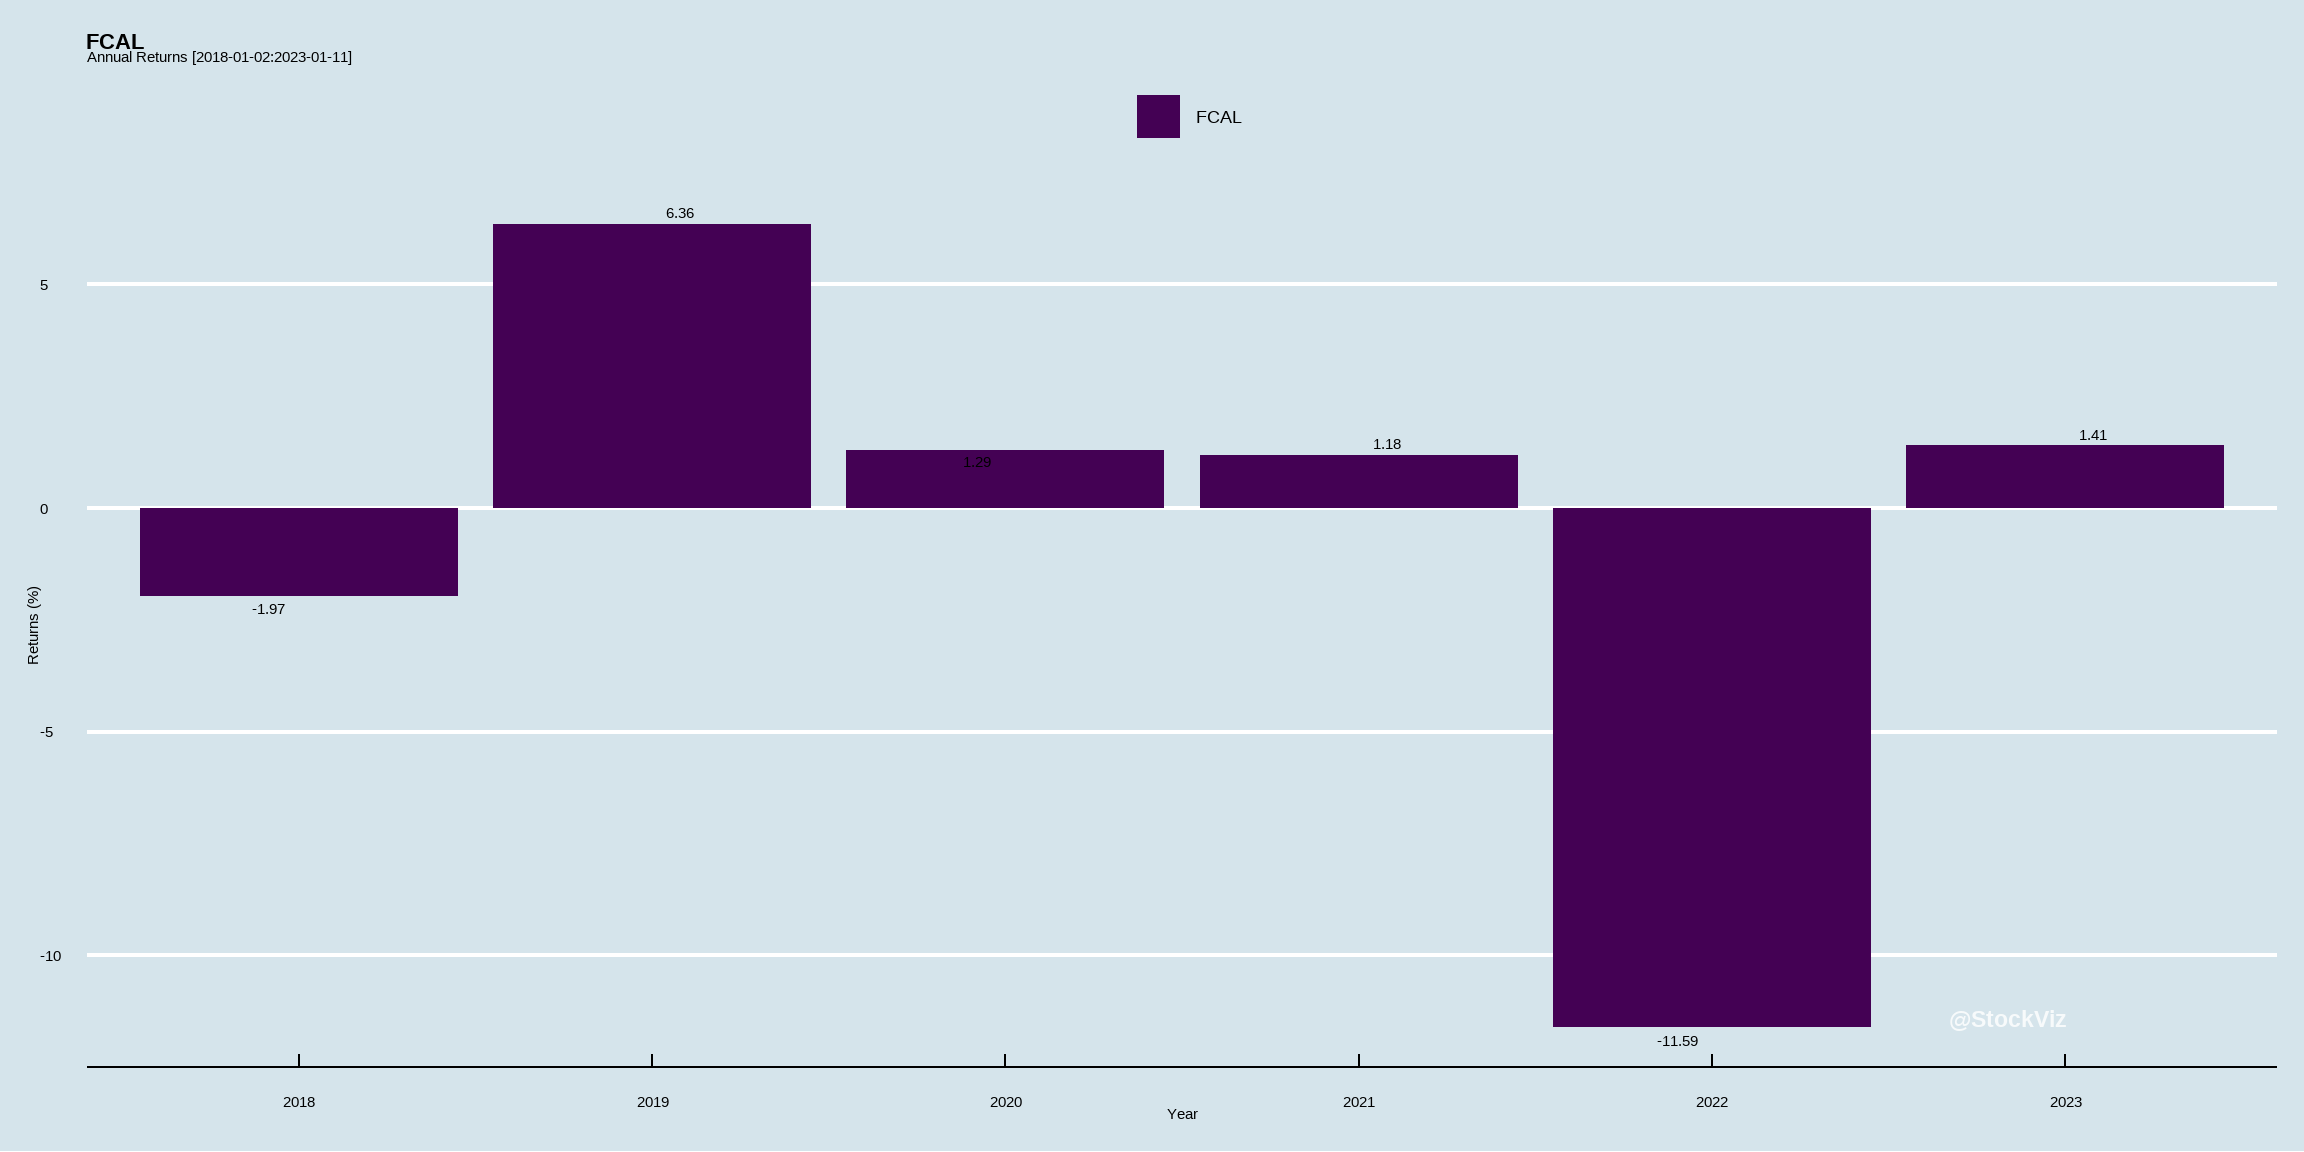 FCAL
Annual Returns [2018-01-02:2023-01-11]
FCAL
6.36
5
1.41
1.18
1.29
0
-1.97
Returns (%)
-5
-10
@StockViz
-11.59
2018 2019 2020 2021 2022 2023
Year